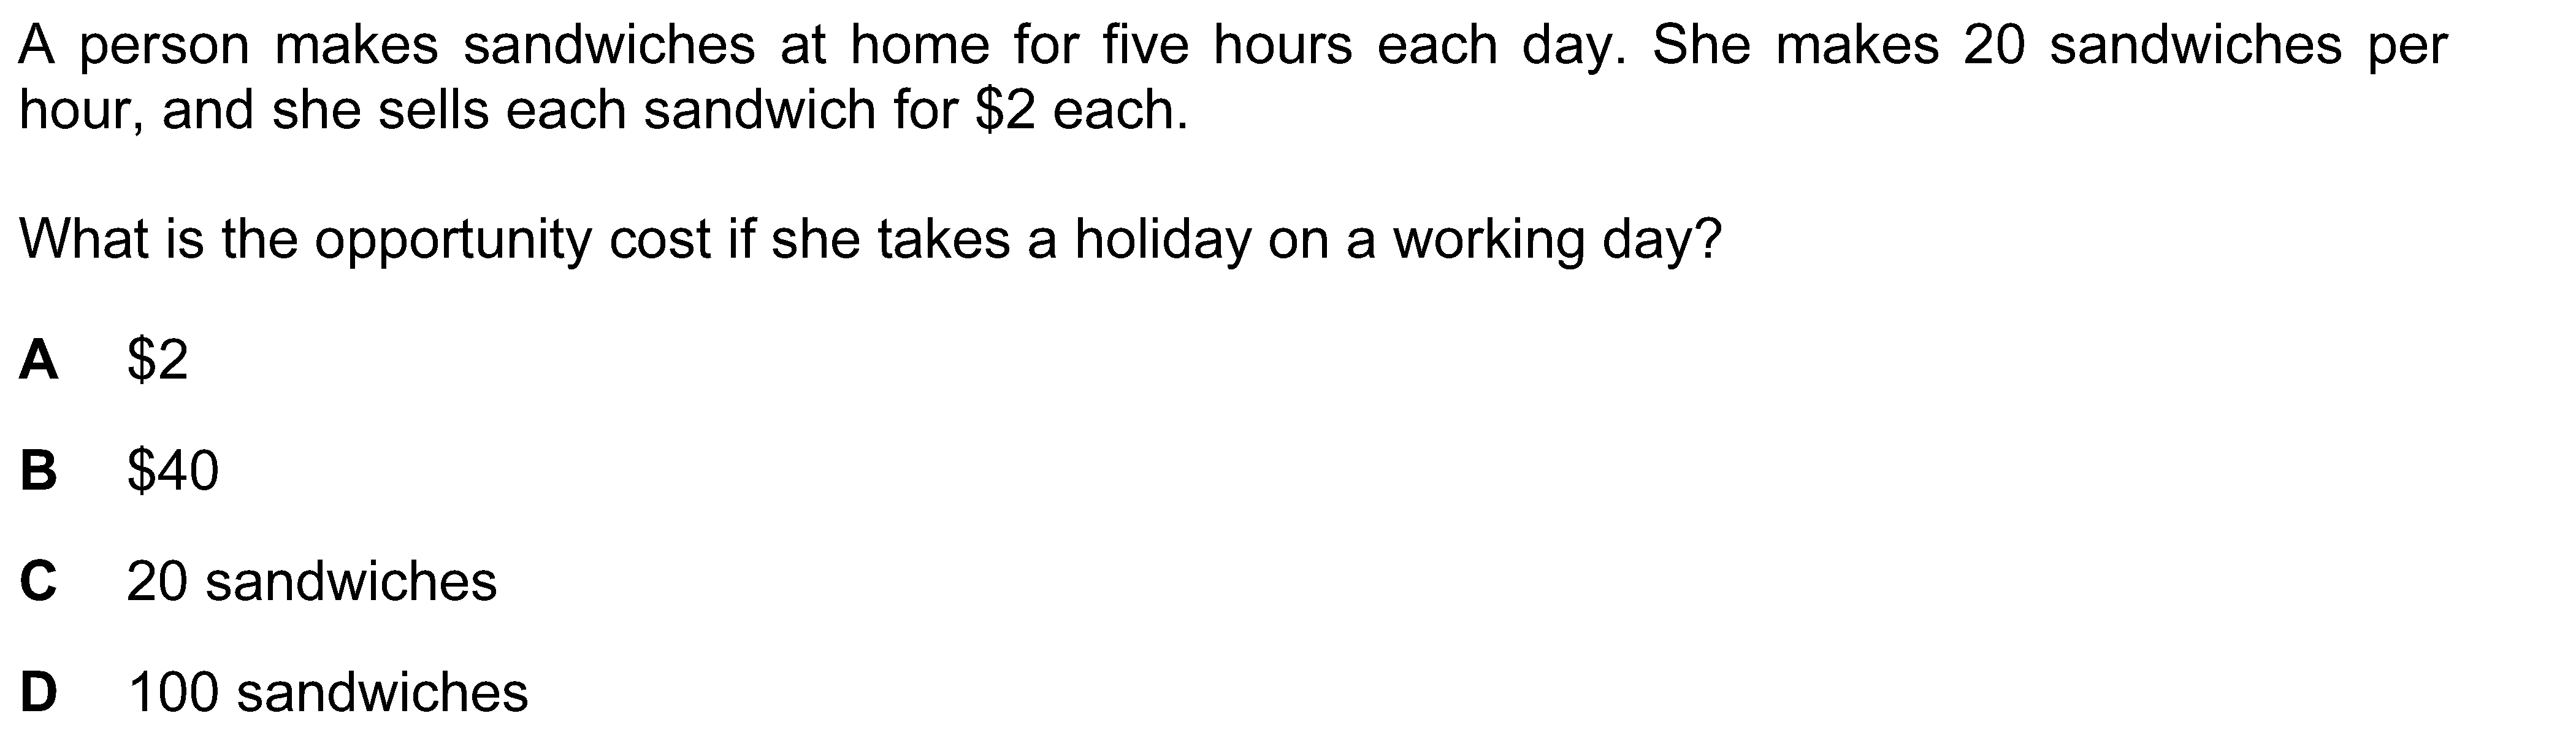 A person makes sandwiches at home for five hours each day. She makes 20 sandwiches per
hour, and she sells each sandwich for $2 each.
What is the opportunity cost if she takes a holiday on a working day?
A $2
B $40
C 20 sandwiches
D 100 sandwiches